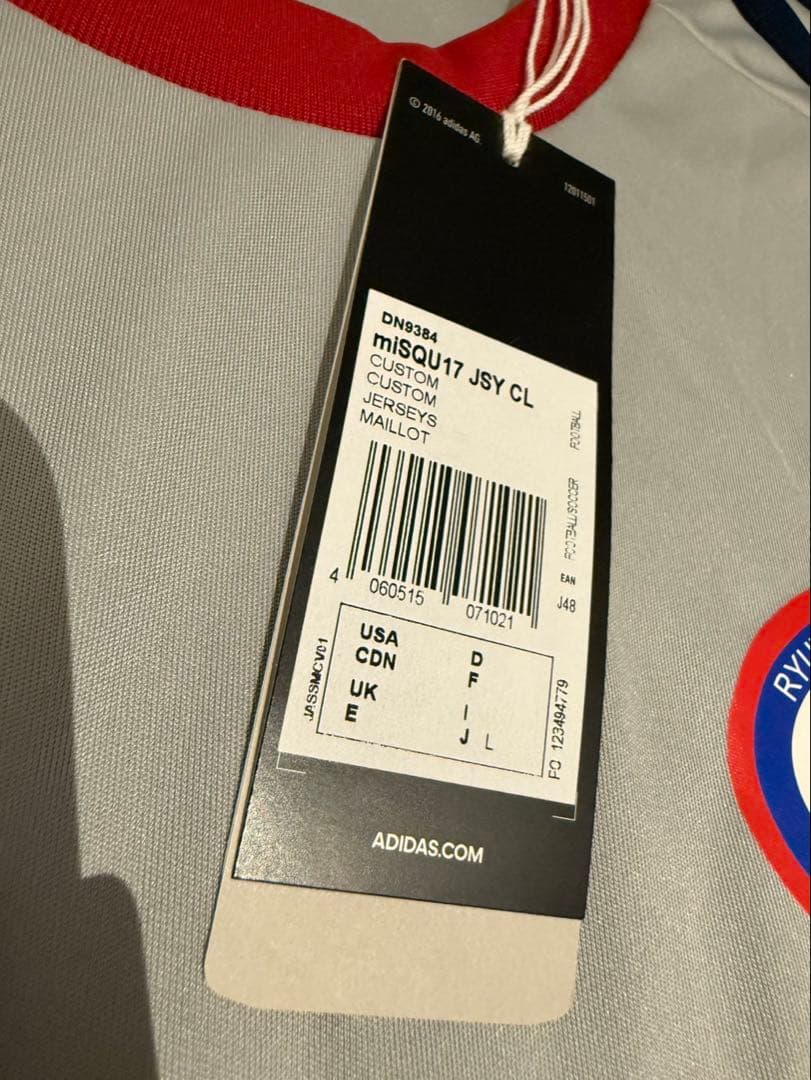 © 2016 adidas AG.
12011501
DN9384
miSQU17 JSY CL
CUSTOM
CUSTOM
JERSEYS
MAILLOT
FOOTBALL
FOOTBALL/SOCCER
EAN
J48
4 060515 071021
JASSMCV01
USA D
CDN F
UK I
E J L
PO 123494779
ADIDAS.COM